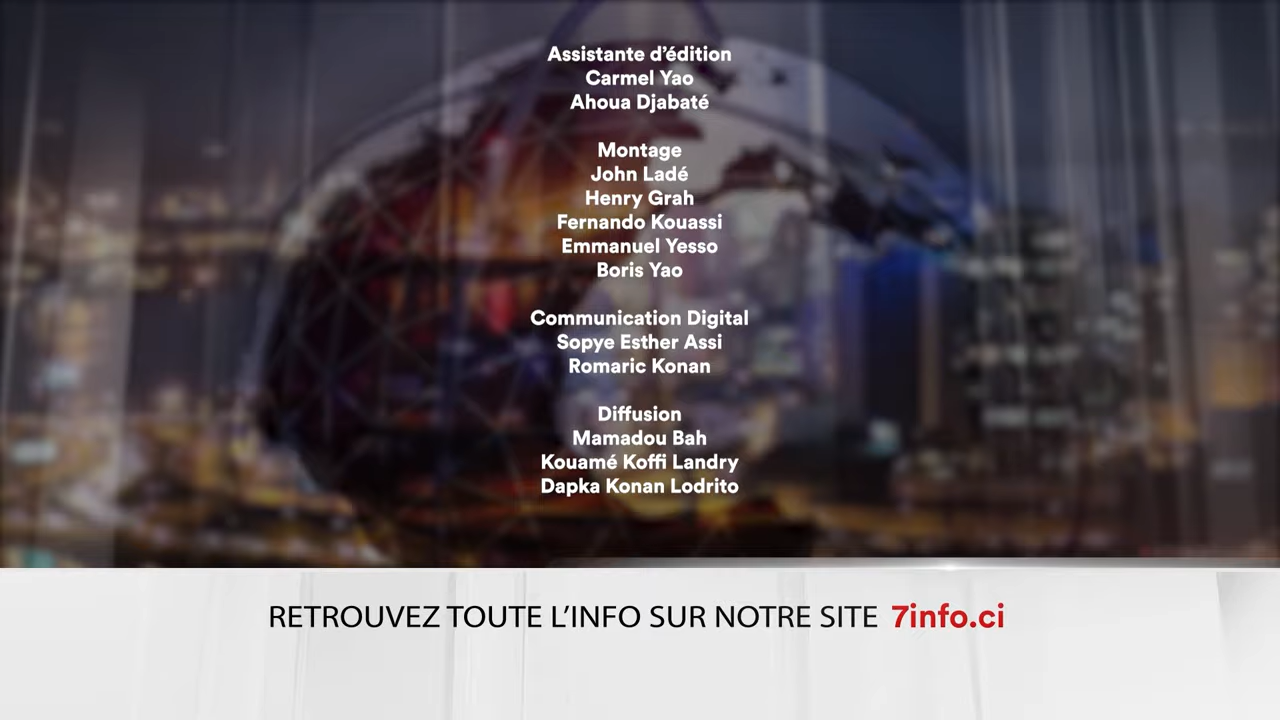 Assistante d’édition
Carmel Yao
Ahoua Djabaté
Montage
John Ladé
Henry Grah
Fernando Kouassi
Emmanuel Yesso
Boris Yao
Communication Digital
Sopye Esther Assi
Romaric Konan
Diffusion
Mamadou Bah
Kouamé Koffi Landry
Dapka Konan Lodrito
RETROUVEZ TOUTE L’INFO SUR NOTRE SITE 7info.ci